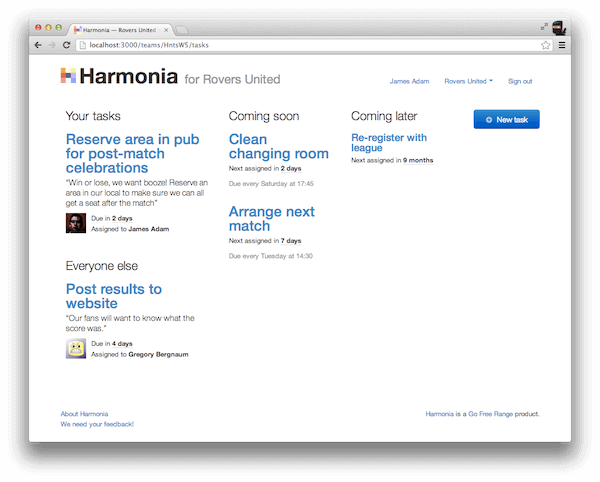 Harmonia — Rovers United
localhost:3000/teams/HntsW5/tasks
Harmonia for Rovers United
James Adam
Rovers United
Sign out
Your tasks
Reserve area in pub
for post-match
celebrations
“Win or lose, we want booze! Reserve an
area in our local to make sure we can all
get a seat after the match”
Due in 2 days
Assigned to James Adam
Everyone else
Post results to
website
“Our fans will want to know what the
score was.”
Due in 4 days
Assigned to Gregory Bergnaum
Coming soon
Clean
changing room
Next assigned in 2 days
Due every Saturday at 17:45
Arrange next
match
Next assigned in 7 days
Due every Tuesday at 14:30
Coming later
Re-register with
league
Next assigned in 9 months
New task
About Harmonia
We need your feedback!
Harmonia is a Go Free Range product.